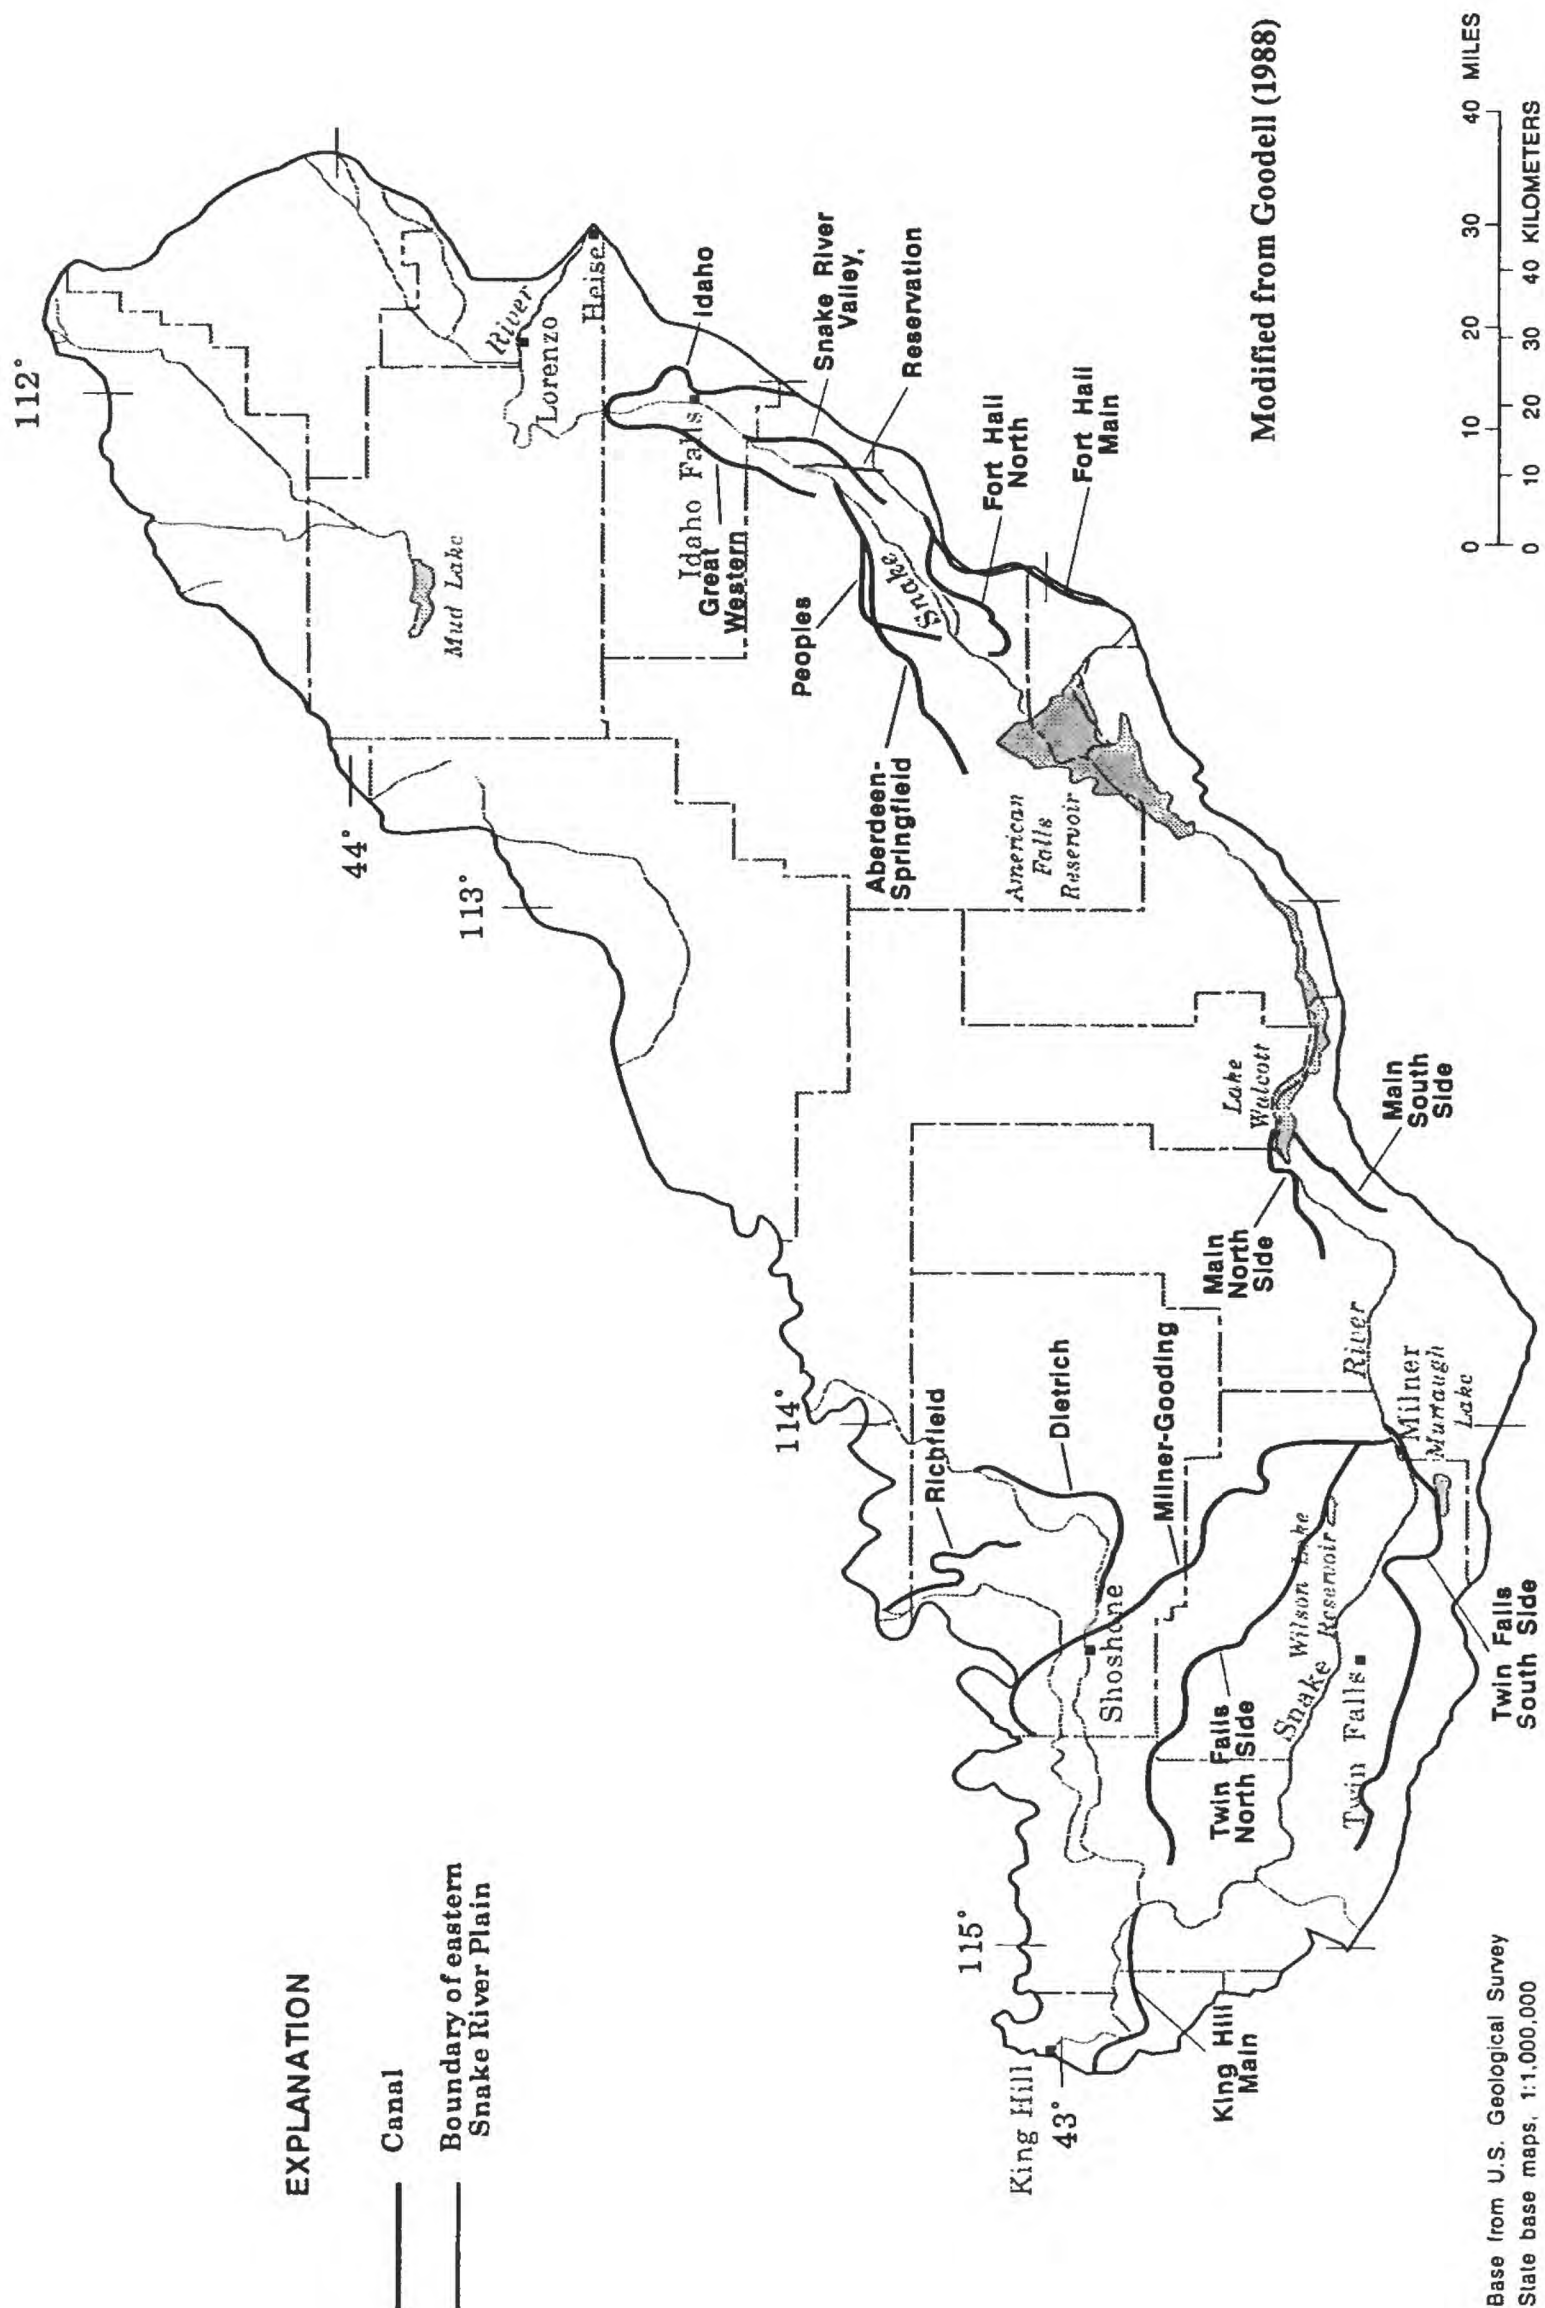 EXPLANATION
Canal
Boundary of eastern
Snake River Plain
112°
44°
113°
114°
115°
43°
Mud Lake
River
Lorenzo
Heise
Idaho
Idaho Falls
Great
Western
Snake River
Valley,
Reservation
Fort Hall
North
Fort Hall
Main
Peoples
Snake
Aberdeen-
Springfield
American
Falls
Reservoir
Lake
Walcott
Main
South
Side
Main
North
Side
River
Milner
Murtaugh
Lake
Richfield
Dietrich
Milner-Gooding
Shoshone
Wilson Lake
Reservoir
Snake
Twin Falls
Twin Falls
North Side
Twin Falls
South Side
King Hill
King Hill
Main
Modified from Goodell (1988)
0 10 20 30 40 MILES
0 10 20 30 40 KILOMETERS
Base from U.S. Geological Survey
State base maps, 1:1,000,000